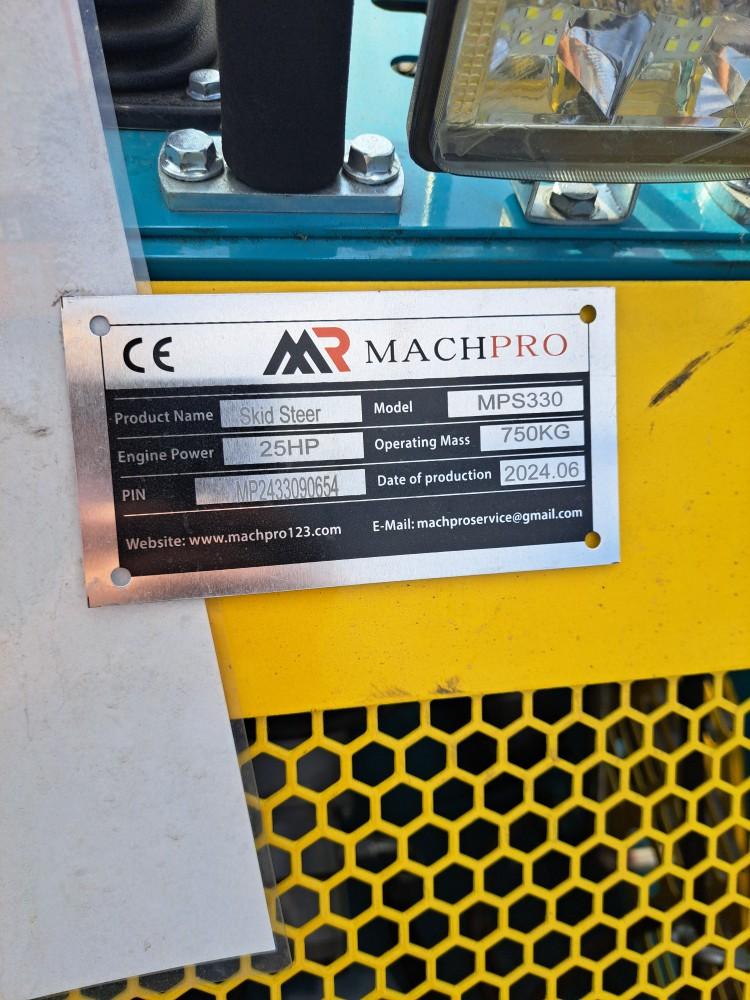 CE MR MACHPRO
Product Name Skid Steer Model MPS330
Engine Power 25HP Operating Mass 750KG
PIN MP2433090654 Date of production 2024.06
Website: www.machpro123.com E-Mail: machproservice@gmail.com